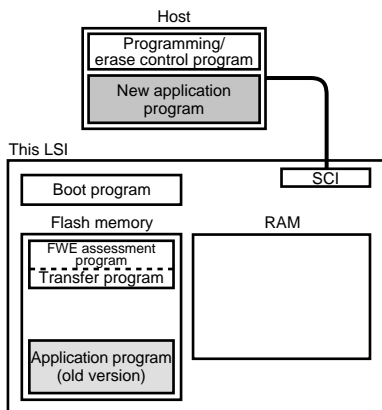 Host
Programming/
erase control program
New application
program
This LSI
SCI
Boot program
Flash memory
RAM
FWE assessment
program
Transfer program
Application program
(old version)